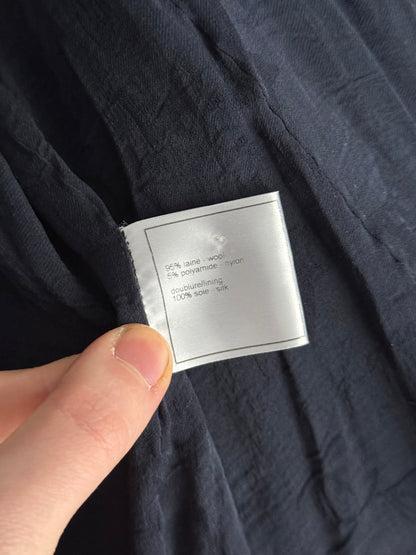 95% laine - wool
5% polyamide - nylon
doublure/lining
100% soie - silk